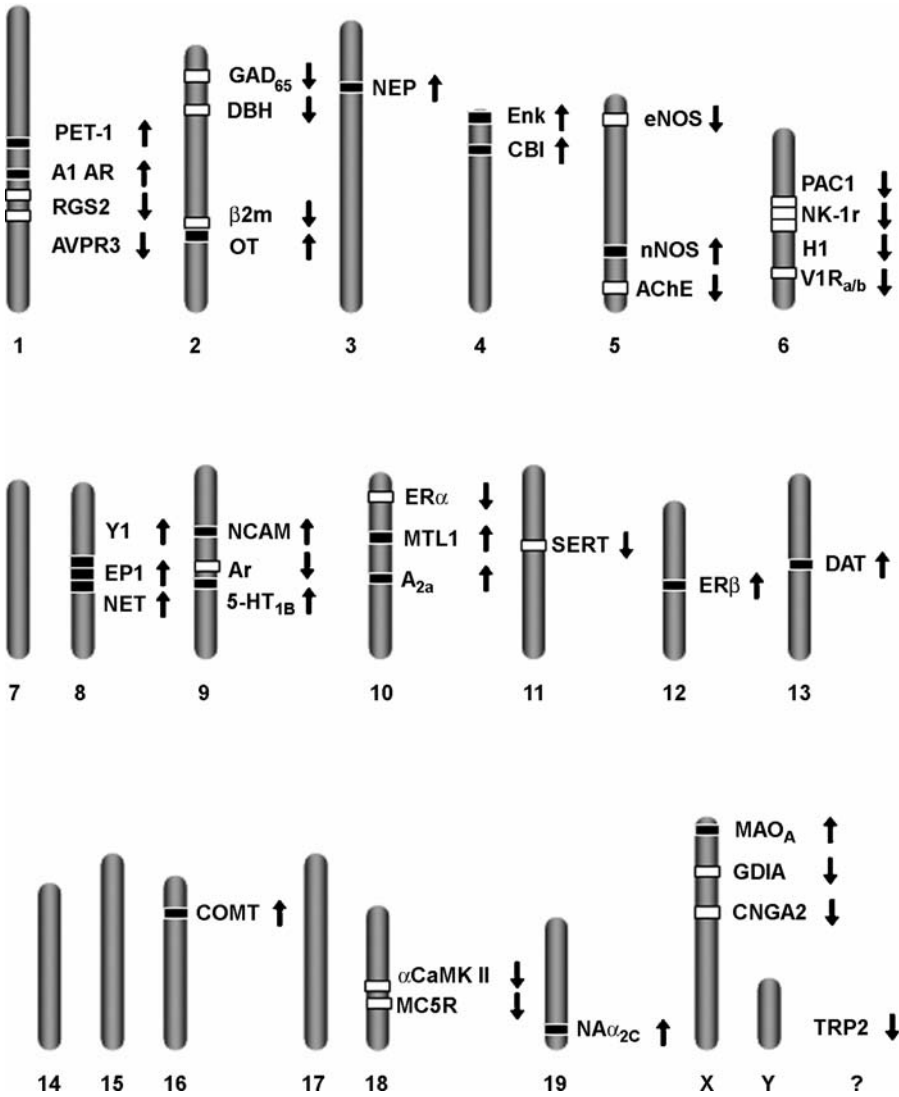 PET-1 ↑
A1 AR ↑
RGS2 ↓
AVPR3 ↓
1
GAD65 ↓
DBH ↓
β2m ↓
OT ↑
2
NEP ↑
3
Enk ↑
CBI ↑
4
eNOS ↓
nNOS ↑
AChE ↓
5
PAC1 ↓
NK-1r ↓
H1 ↓
V1Ra/b ↓
6
7
Y1 ↑
EP1 ↑
NET ↑
8
NCAM ↑
Ar ↓
5-HT1B ↑
9
ERα ↓
MTL1 ↑
A2a ↑
10
SERT ↓
11
ERβ ↑
12
DAT ↑
13
14
15
COMT ↑
16
17
αCaMK II ↓
MC5R ↓
18
NAα2C ↑
19
MAOA ↑
GDIA ↓
CNGA2 ↓
X
Y
TRP2 ↓
?